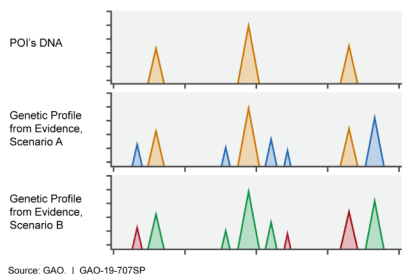 POI's DNA
Genetic Profile
from Evidence,
Scenario A
Genetic Profile
from Evidence,
Scenario B
Source: GAO. | GAO-19-707SP